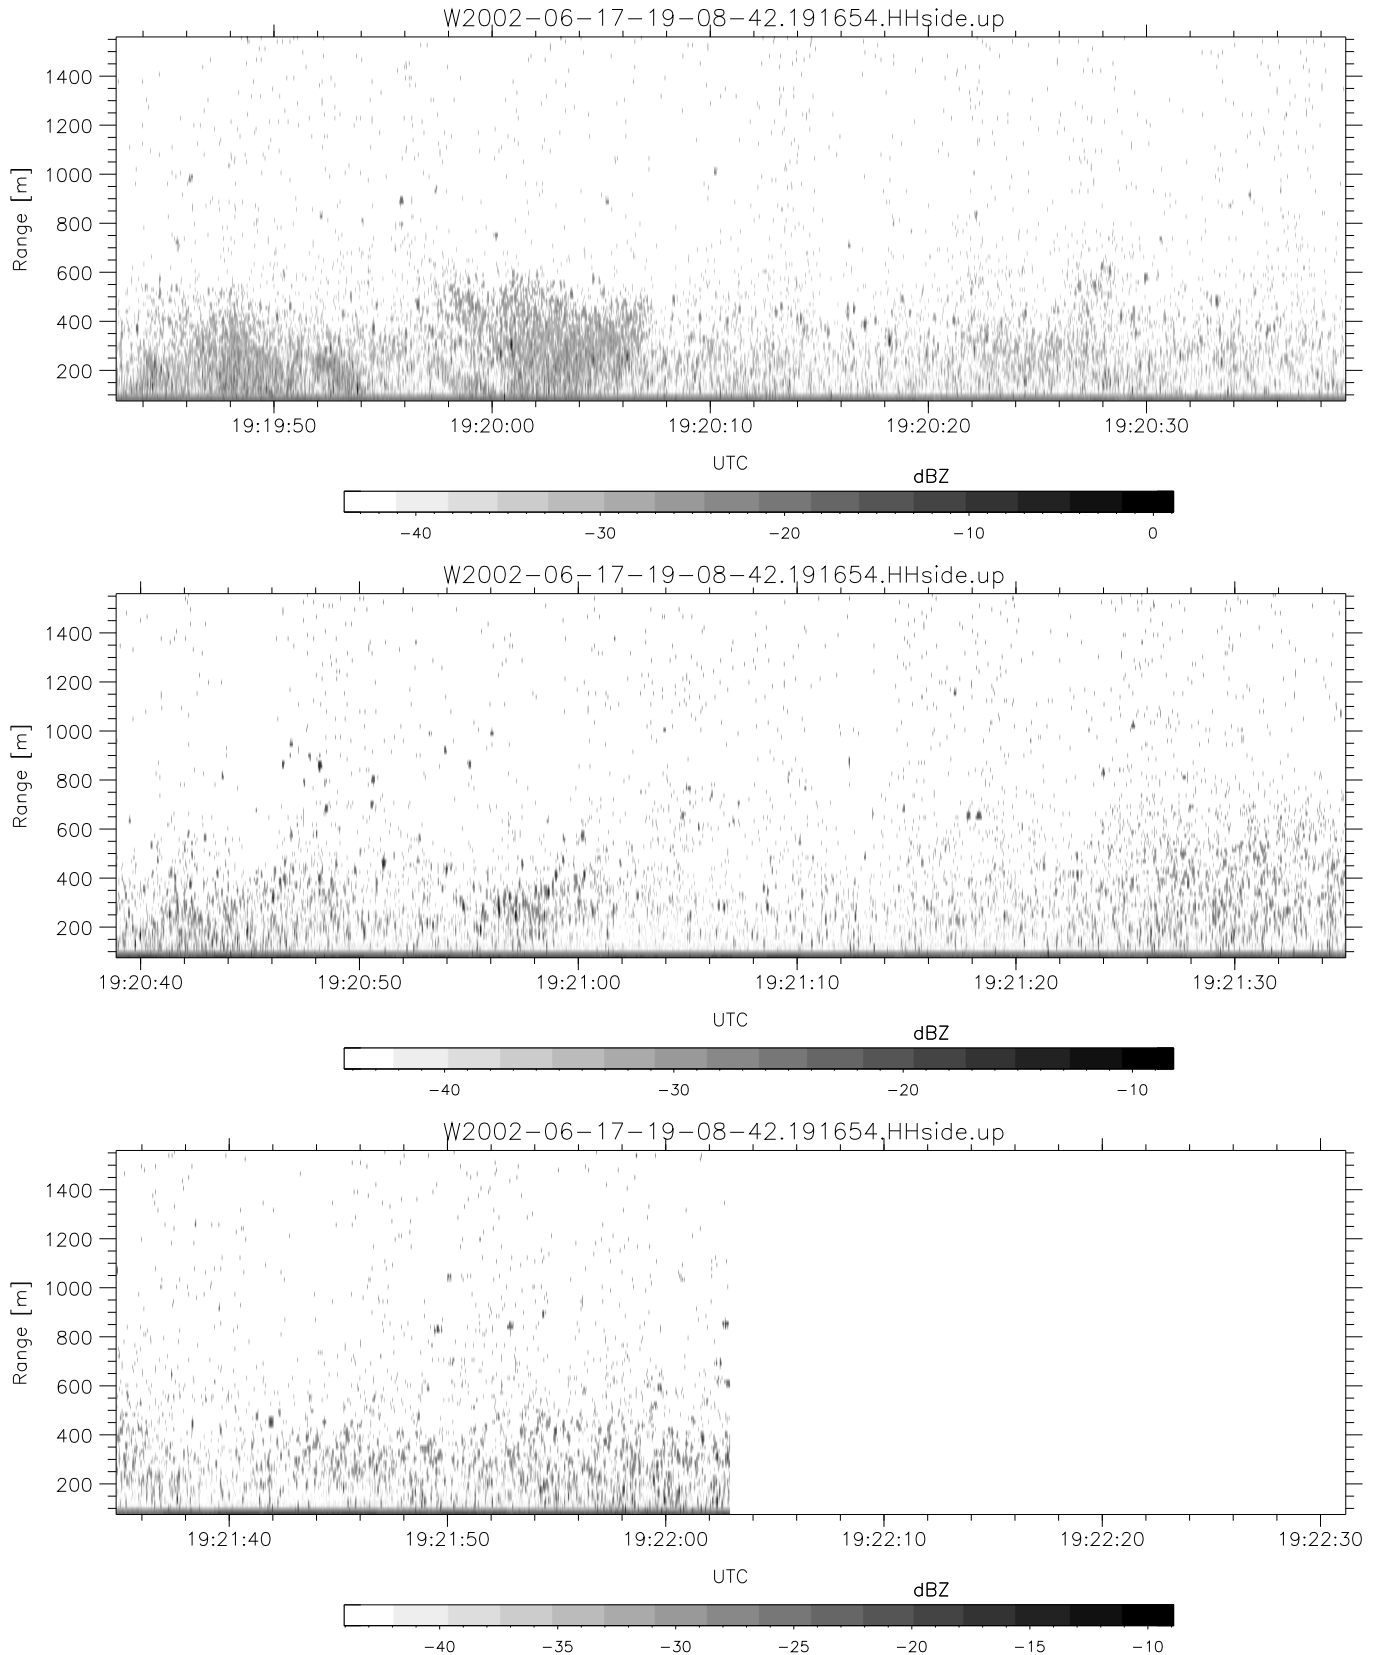 W2002-06-17-19-08-42.191654.HHside.up
1400
1200
1000
800
600
400
200
Range [m]
19:19:50 19:20:00 19:20:10 19:20:20 19:20:30
UTC
dBZ
-40 -30 -20 -10 0
W2002-06-17-19-08-42.191654.HHside.up
1400
1200
1000
800
600
400
200
Range [m]
19:20:40 19:20:50 19:21:00 19:21:10 19:21:20 19:21:30
UTC
dBZ
-40 -30 -20 -10
W2002-06-17-19-08-42.191654.HHside.up
1400
1200
1000
800
600
400
200
Range [m]
19:21:40 19:21:50 19:22:00 19:22:10 19:22:20 19:22:30
UTC
dBZ
-40 -35 -30 -25 -20 -15 -10